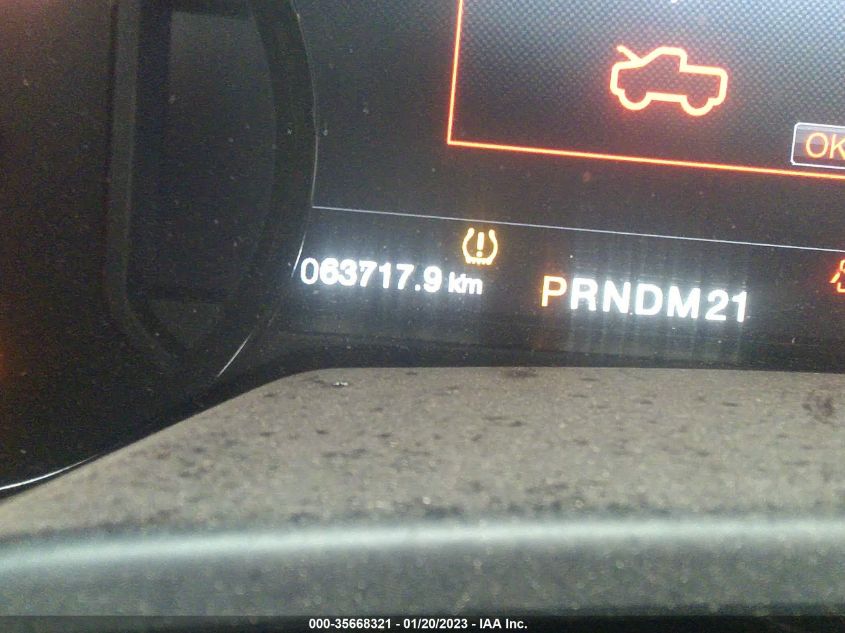 OK
063717.9 km
PRNDM21
000-35668321 - 01/20/2023 - IAA Inc.